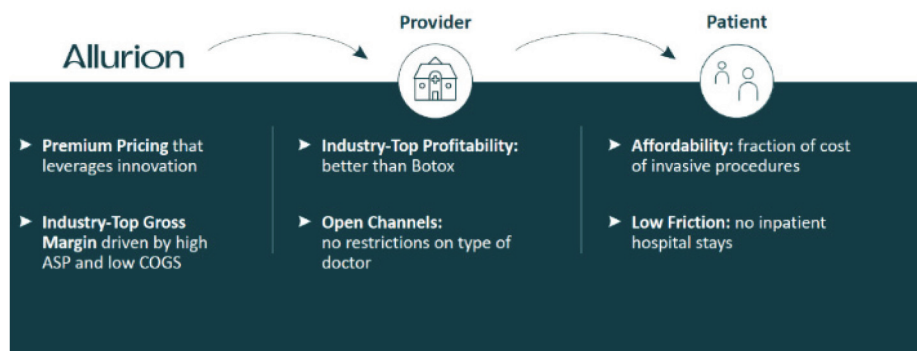 Provider
Patient
Allurion
➤ Premium Pricing that
leverages innovation
➤ Industry-Top Gross
Margin driven by high
ASP and low COGS
➤ Industry-Top Profitability:
better than Botox
➤ Open Channels:
no restrictions on type of
doctor
➤ Affordability: fraction of cost
of invasive procedures
➤ Low Friction: no inpatient
hospital stays